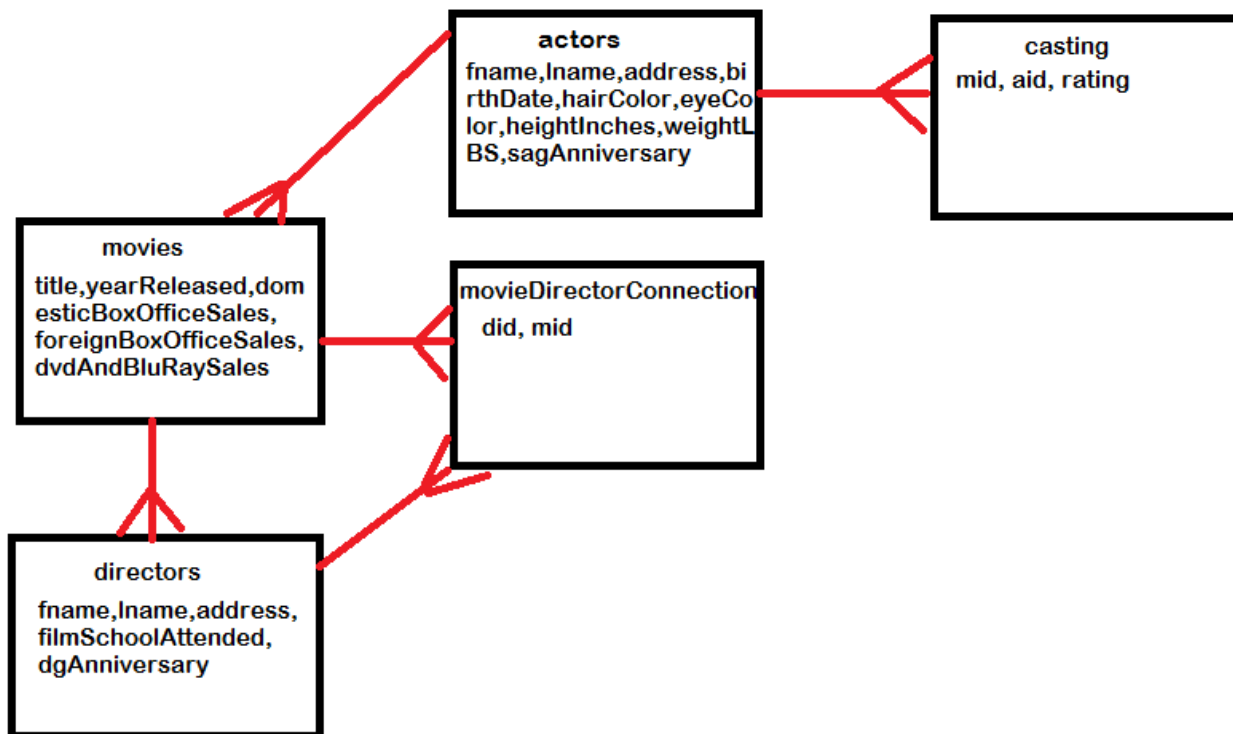 actors
fname,lname,address,bi
rthDate,hairColor,eyeCo
lor,heightInches,weightL
BS,sagAnniversary
casting
mid, aid, rating
movies
title,yearReleased,dom
esticBoxOfficeSales,
foreignBoxOfficeSales,
dvdAndBluRaySales
movieDirectorConnection
did, mid
directors
fname,lname,address,
filmSchoolAttended,
dgAnniversary